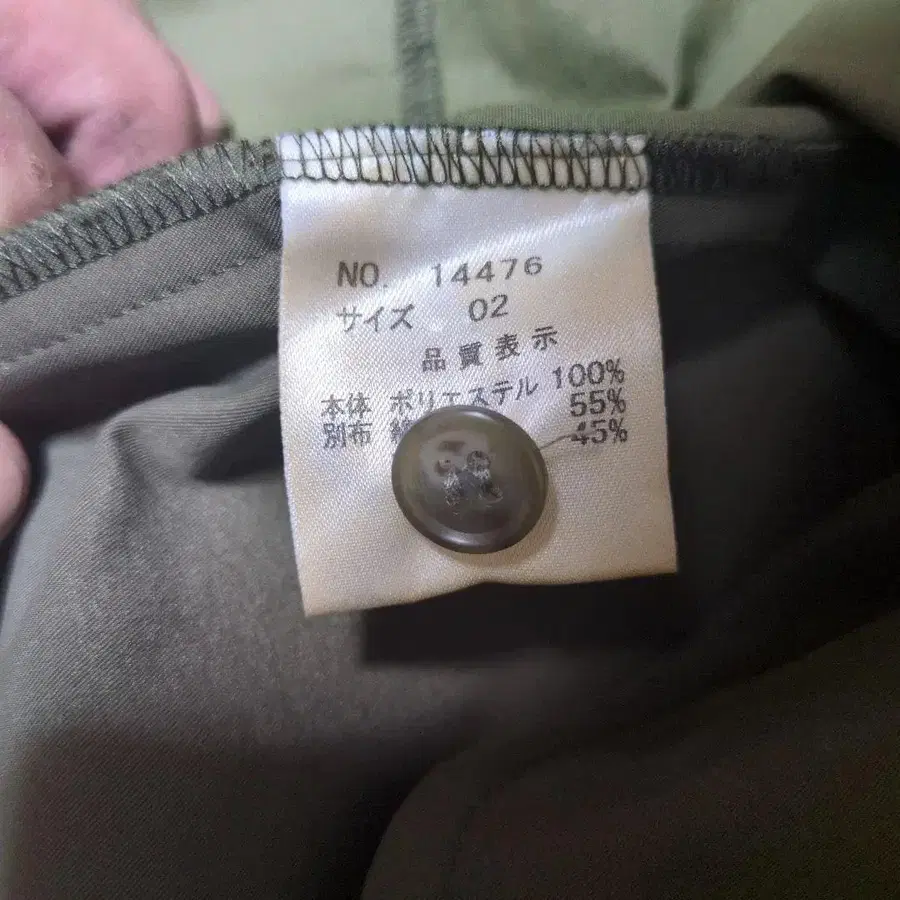 NO. 14476
サイズ 02
品質表示
本体 ポリエステル 100%
別布 55%
45%